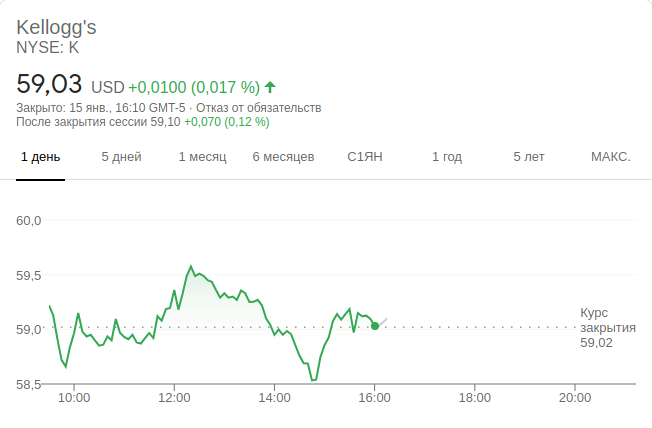 Kellogg's
NYSE: K
59,03 USD +0,0100 (0,017 %)
Закрыто: 15 янв., 16:10 GMT-5 · Отказ от обязательств
После закрытия сессии 59,10 +0,070 (0,12 %)
1 день 5 дней 1 месяц 6 месяцев С1ЯН 1 год 5 лет МАКС.
60,0
59,5
59,0
58,5
Курс
закрытия
59,02
10:00 12:00 14:00 16:00 18:00 20:00